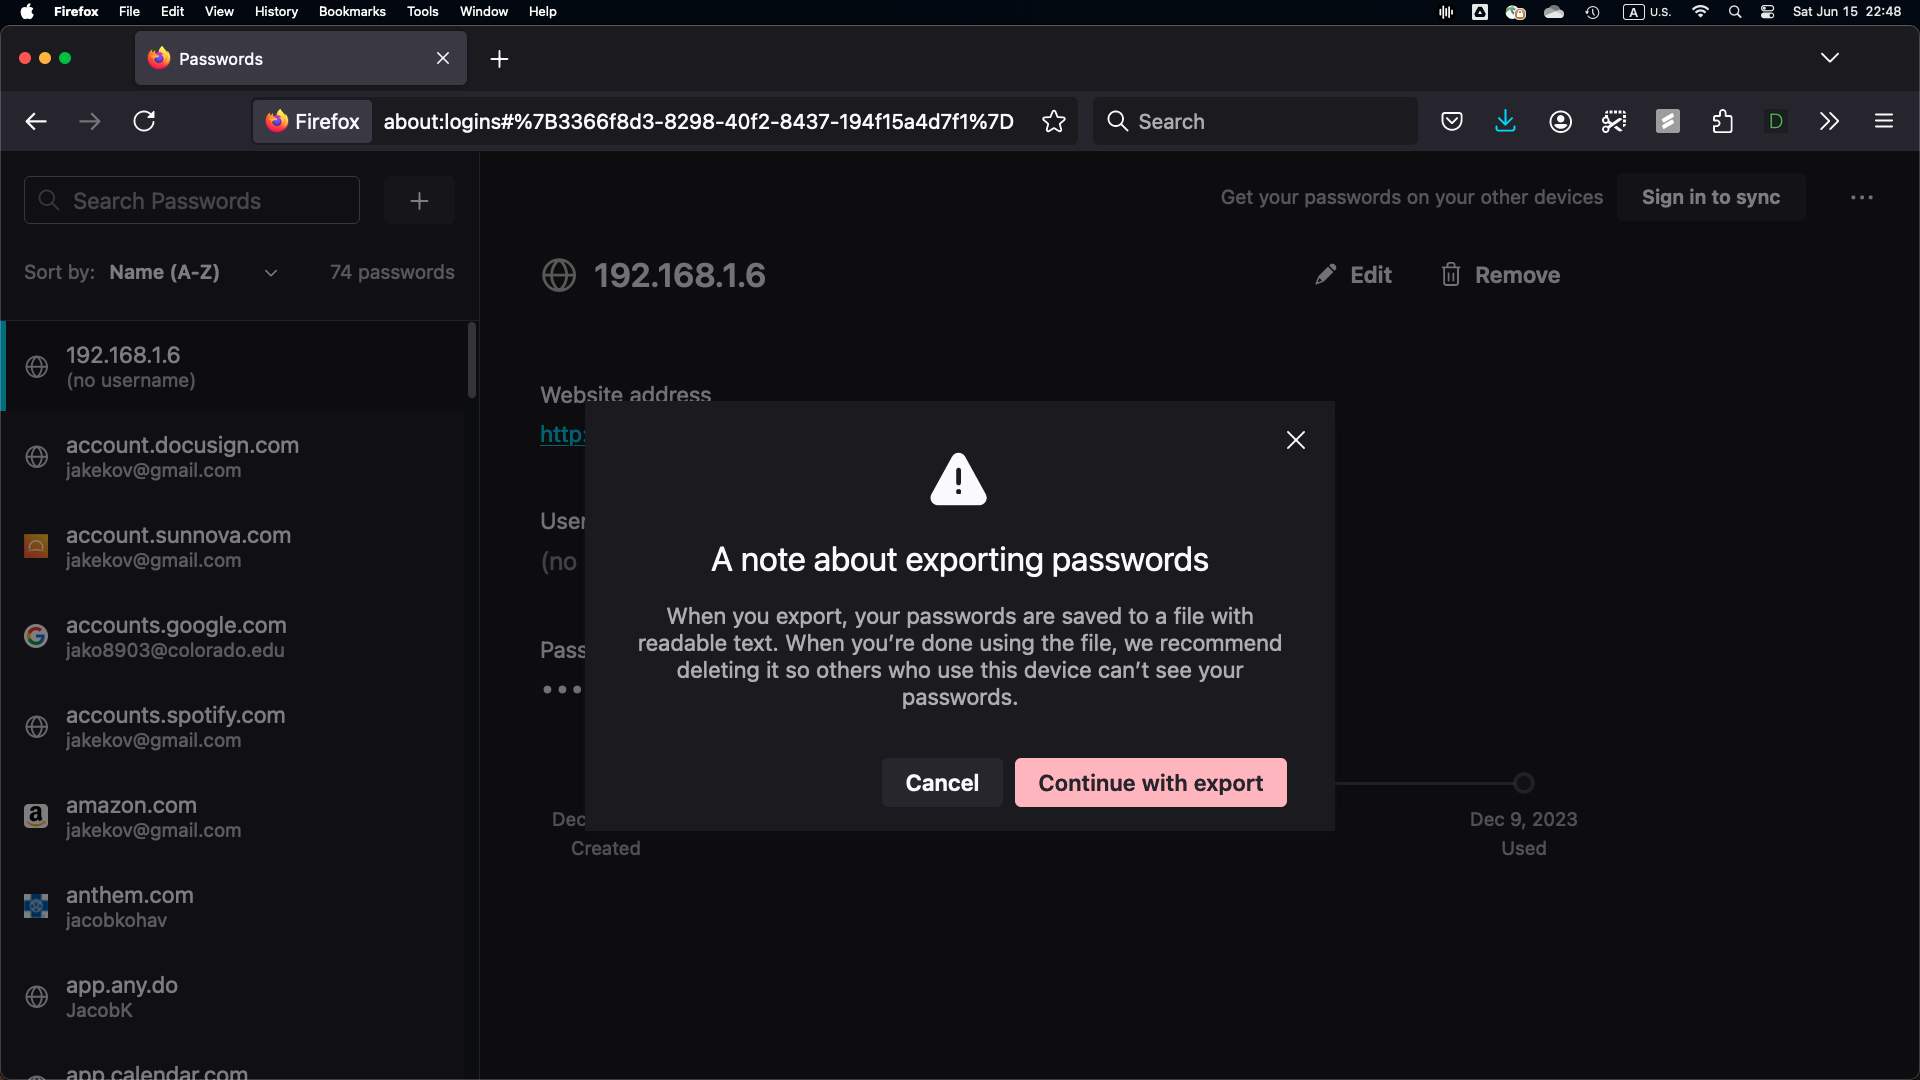 Firefox File Edit View History Bookmarks Tools Window Help
A U.S. Sat Jun 15 22:48
Passwords
Firefox about:logins#%7B3366f8d3-8298-40f2-8437-194f15a4d7f1%7D
Search
D
Search Passwords
Get your passwords on your other devices Sign in to sync
Sort by: Name (A-Z) 74 passwords
192.168.1.6
Edit Remove
192.168.1.6
(no username)
account.docusign.com
jakekov@gmail.com
account.sunnova.com
jakekov@gmail.com
accounts.google.com
jako8903@colorado.edu
accounts.spotify.com
jakekov@gmail.com
amazon.com
jakekov@gmail.com
anthem.com
jacobkohav
app.any.do
JacobK
app.calendar.com
Website address
http:
User
(no
Pass
A note about exporting passwords
When you export, your passwords are saved to a file with
readable text. When you’re done using the file, we recommend
deleting it so others who use this device can’t see your
passwords.
Cancel Continue with export
Dec
Created
Dec 9, 2023
Used